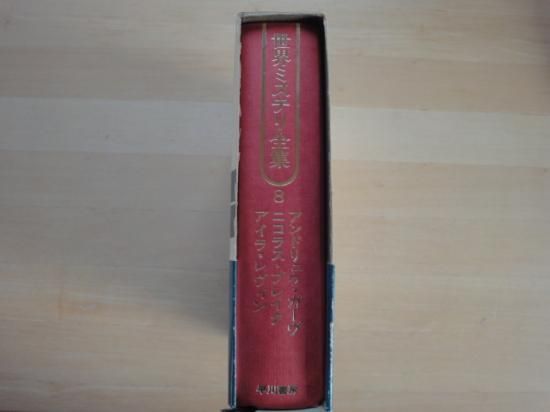 世界ミステリ全集
8
アンドリュウ・ガーヴ
ニコラス・ブレイク
アイラ・レヴィン
早川書房